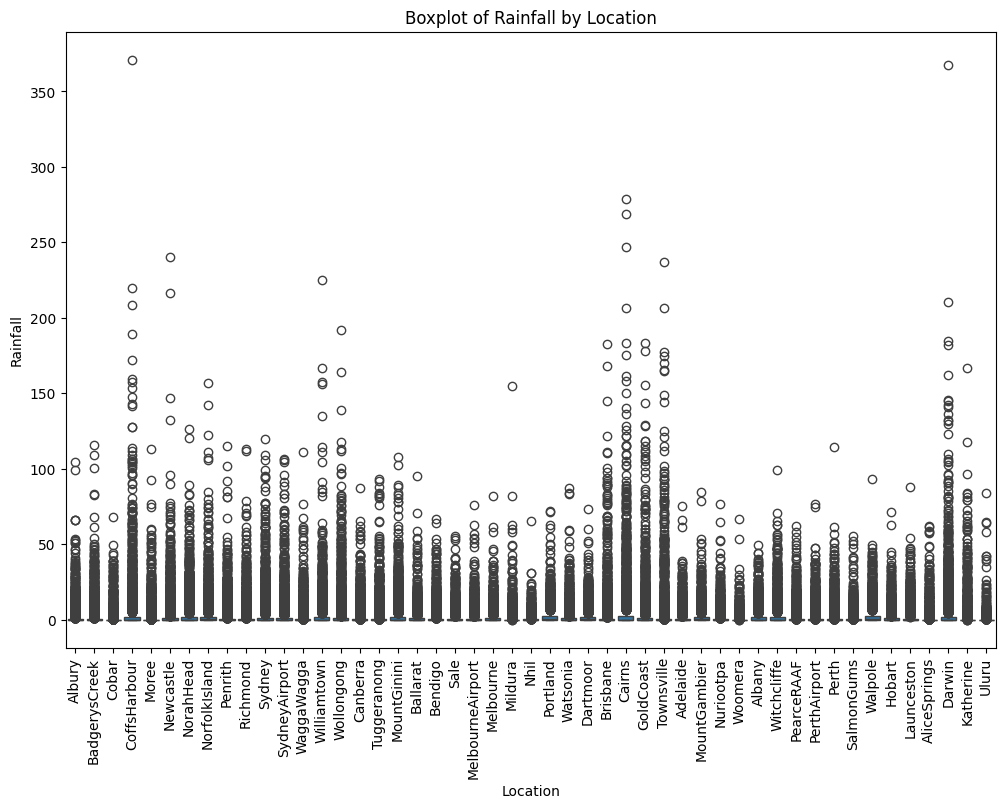 Boxplot of Rainfall by Location
Rainfall
350
300
250
200
150
100
50
0
Albury
BadgerysCreek
Cobar
CoffsHarbour
Moree
Newcastle
NorahHead
NorfolkIsland
Penrith
Richmond
Sydney
SydneyAirport
WaggaWagga
Williamtown
Wollongong
Canberra
Tuggeranong
MountGinini
Ballarat
Bendigo
Sale
MelbourneAirport
Melbourne
Mildura
Nhil
Portland
Watsonia
Dartmoor
Brisbane
Cairns
GoldCoast
Townsville
Adelaide
MountGambier
Nuriootpa
Woomera
Albany
Witchcliffe
PearceRAAF
PerthAirport
Perth
SalmonGums
Walpole
Hobart
Launceston
AliceSprings
Darwin
Katherine
Uluru
Location